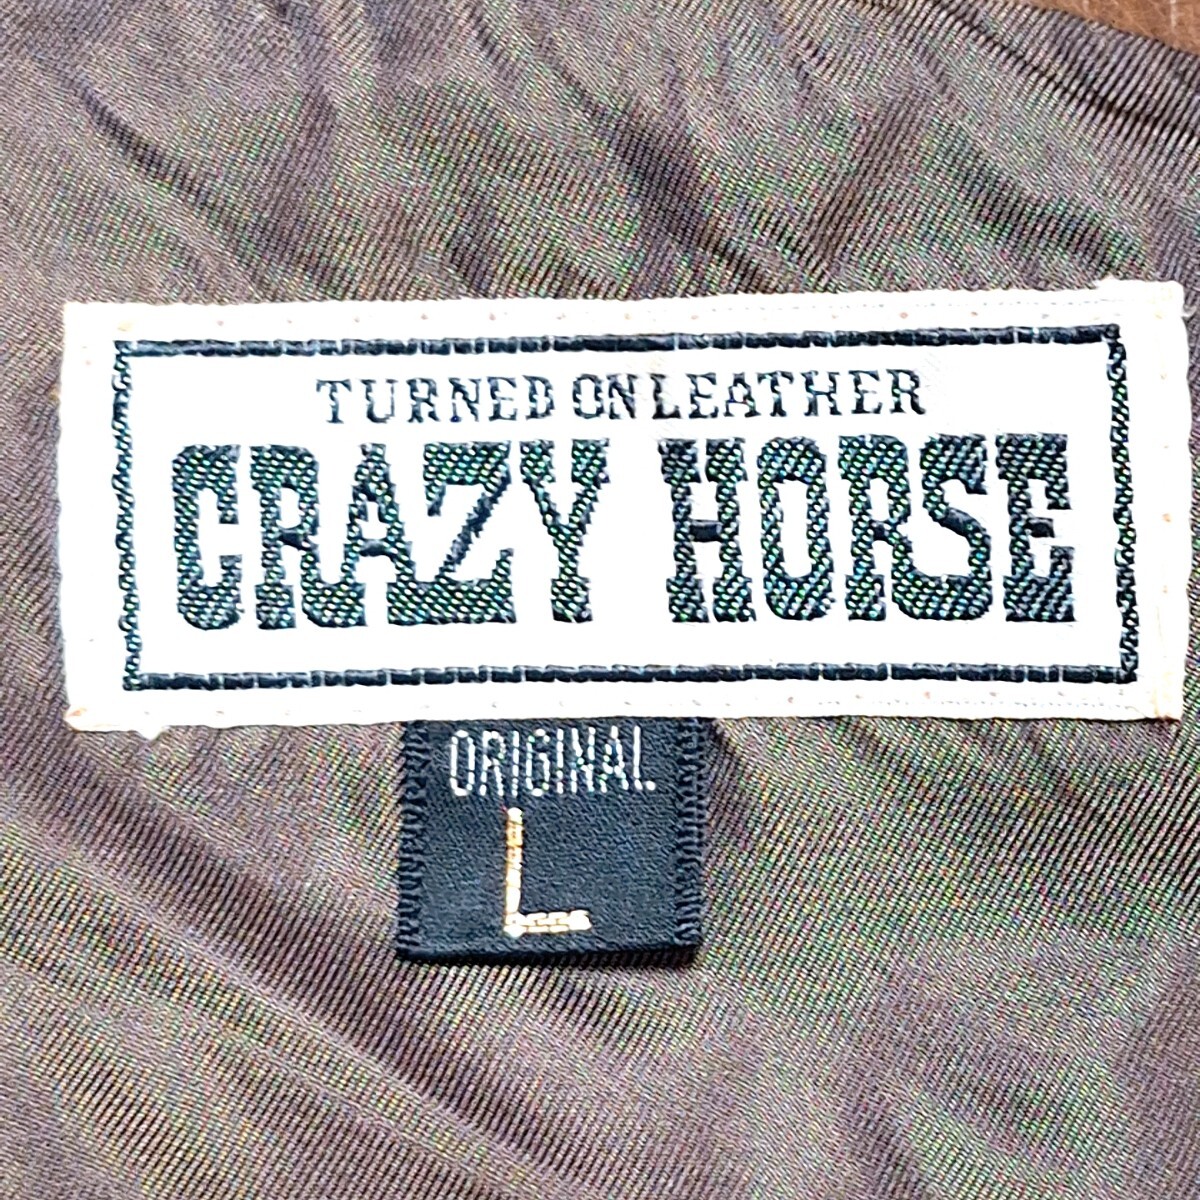 TURNED ON LEATHER
CRAZY HORSE
ORIGINAL
L